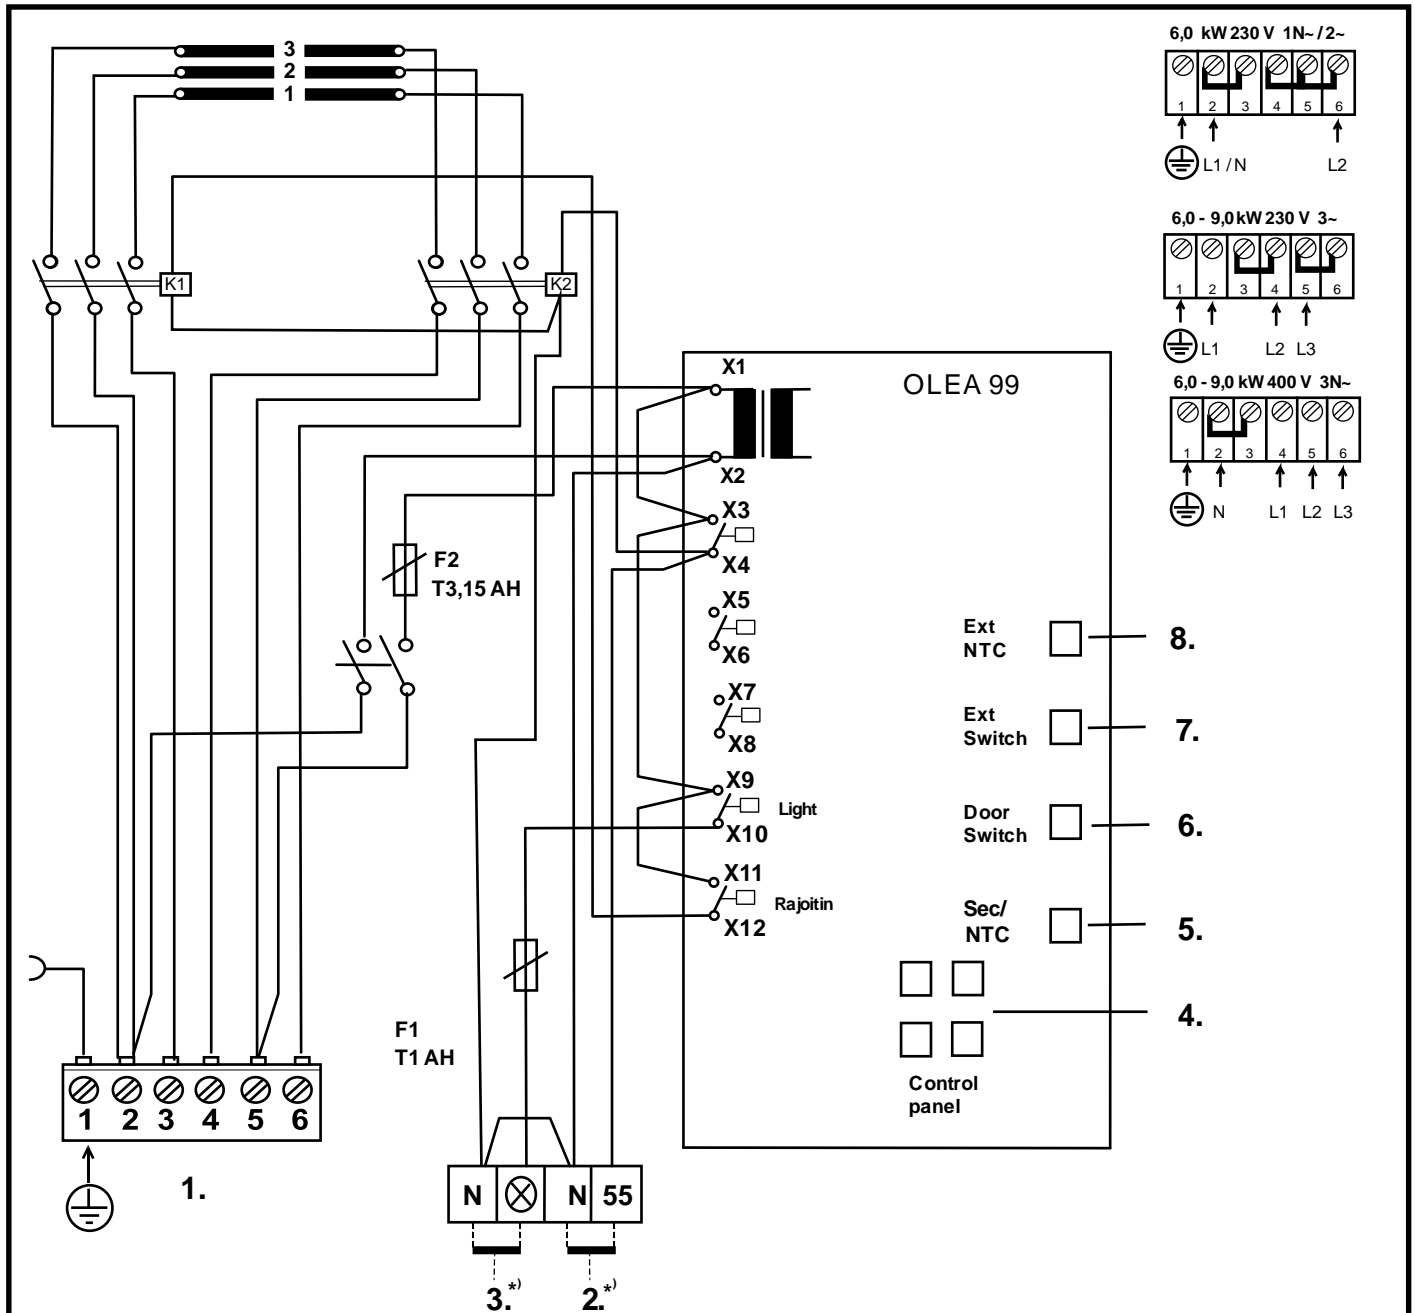 3
2
1
K1
K2
X1
OLEA 99
X2
X3
X4
F2
T3,15 AH
X5
X6
X7
X8
X9
Light
X10
X11
Rajoitin
X12
F1
T1 AH
Ext
NTC
8.
Ext
Switch
7.
Door
Switch
6.
Sec/
NTC
5.
4.
Control
panel
1 2 3 4 5 6
1.
N N 55
3.*) 2.*)
6,0 kW 230 V 1N~ / 2~
1 2 3 4 5 6
L1 / N L2
6,0 - 9,0 kW 230 V 3~
1 2 3 4 5 6
L1 L2 L3
6,0 - 9,0 kW 400 V 3N~
1 2 3 4 5 6
N L1 L2 L3